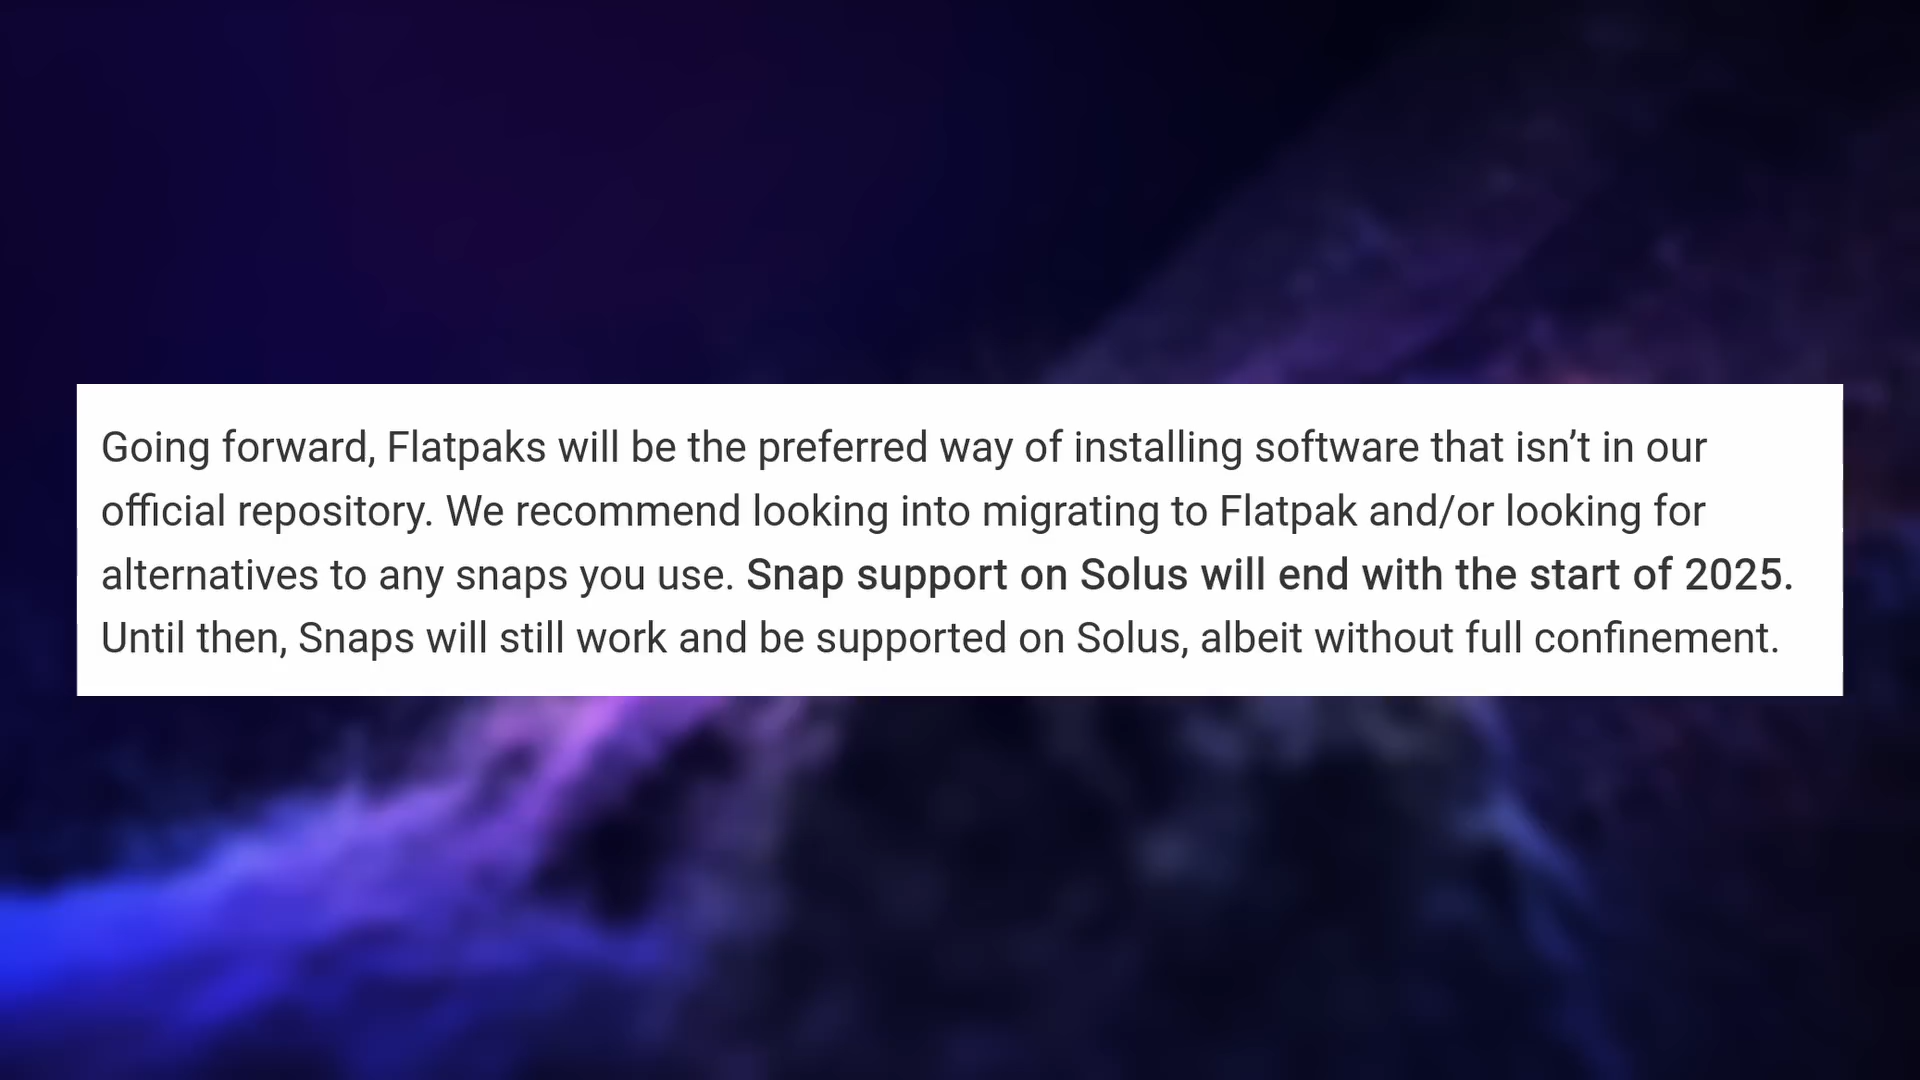 Going forward, Flatpaks will be the preferred way of installing software that isn’t in our
official repository. We recommend looking into migrating to Flatpak and/or looking for
alternatives to any snaps you use. Snap support on Solus will end with the start of 2025.
Until then, Snaps will still work and be supported on Solus, albeit without full confinement.